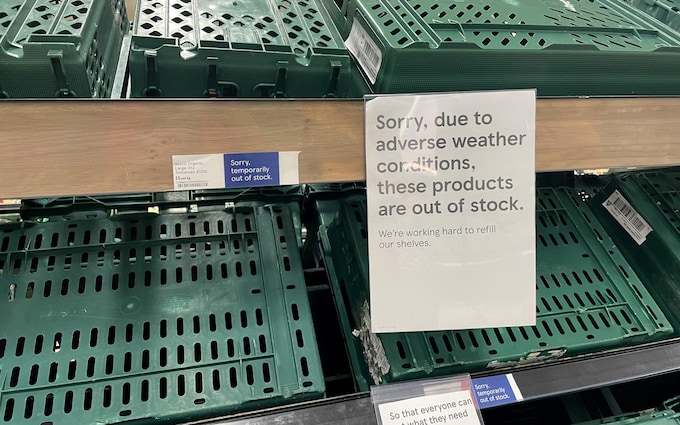 Sorry, due to
adverse weather
conditions,
these products
are out of stock.
We're working hard to refill
our shelves.
Sorry,
temporarily
out of stock.
Sorry,
temporarily
out of stock.
So that everyone can
what they need